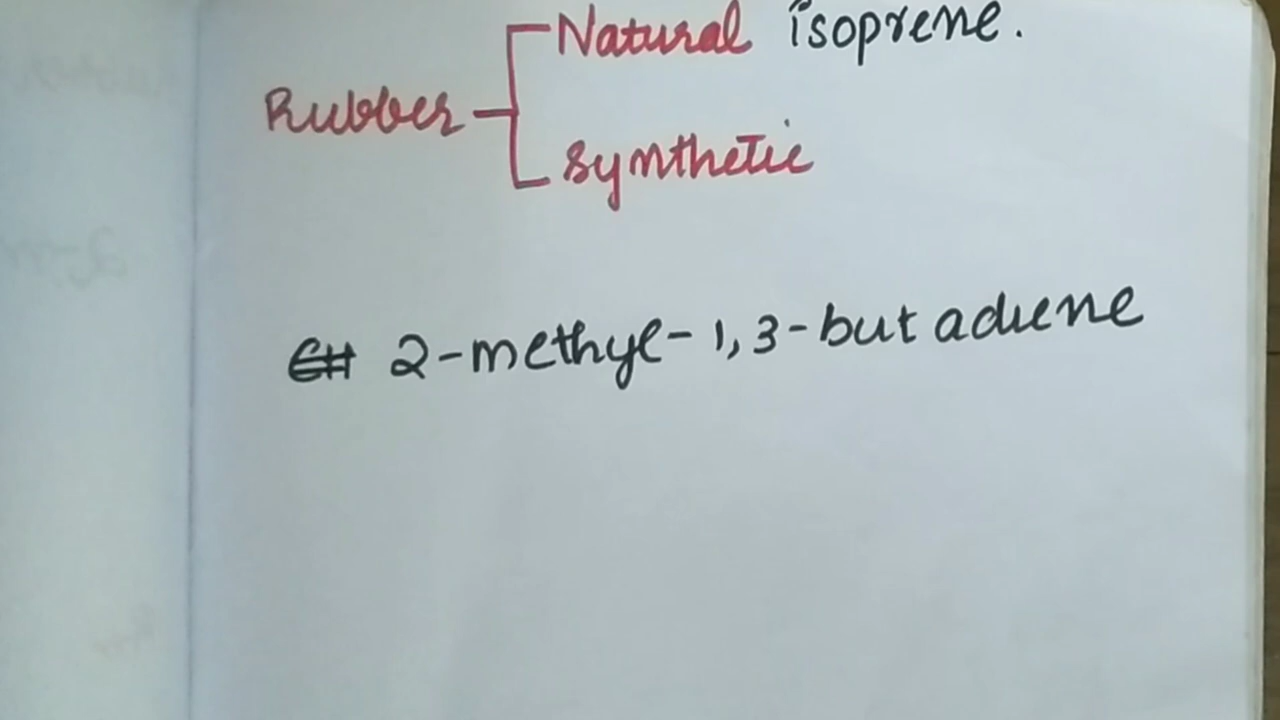 Natural isoprene.
Rubber
Synthetic
2-methyl-1,3-butadiene